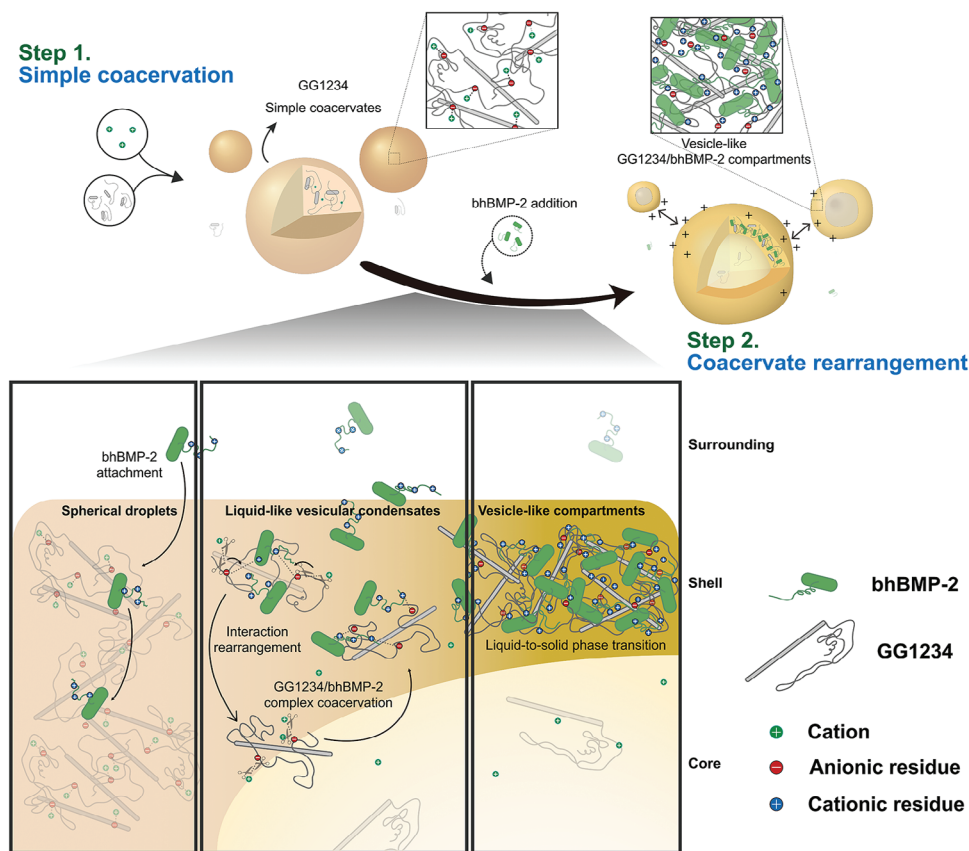 Step 1.
Simple coacervation
GG1234
Simple coacervates
bhBMP-2 addition
Vesicle-like
GG1234/bhBMP-2 compartments
Step 2.
Coacervate rearrangement
bhBMP-2
attachment
Spherical droplets
Liquid-like vesicular condensates
Interaction
rearrangement
GG1234/bhBMP-2
complex coacervation
Vesicle-like compartments
Liquid-to-solid phase transition
Surrounding
Shell
Core
bhBMP-2
GG1234
Cation
Anionic residue
Cationic residue